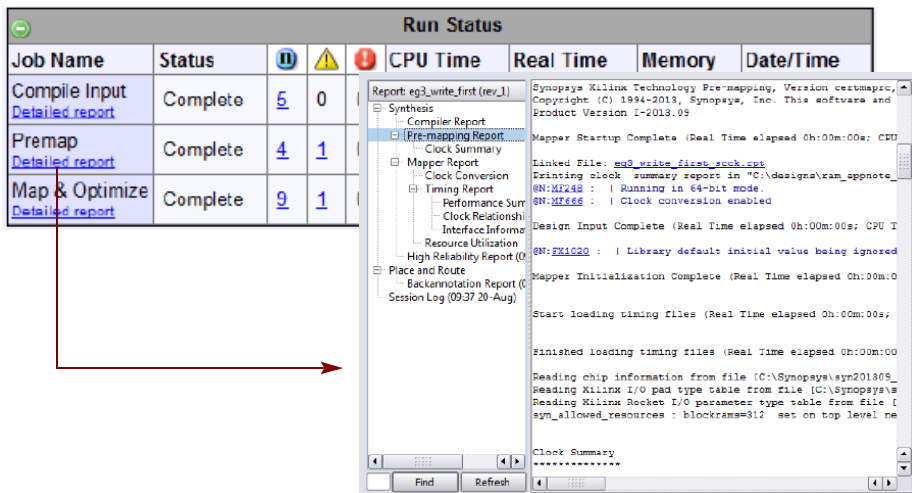 Run Status
Job Name Status CPU Time Real Time Memory Date/Time
Compile Input
Detailed report
Complete 5 0
Premap
Detailed report
Complete 4 1
Map & Optimize
Detailed report
Complete 9 1
Report: eg3_write_first (rev_1)
Synthesis
Compiler Report
Pre-mapping Report
Clock Summary
Mapper Report
Clock Conversion
Timing Report
Performance Sum
Clock Relationshi
Interface Informa
Resource Utilization
High Reliability Report (09
Place and Route
Backannotation Report (0
Session Log (09:37 20-Aug)
Find Refresh
Synopsys Xilinx Technology Pre-mapping, Version certmaprc,
Copyright (C) 1994-2013, Synopsys, Inc. This software and
Product Version I-2013.09
Mapper Startup Complete (Real Time elapsed 0h:00m:00s; CPU
Linked File: eg3_write_first_scck.rpt
Printing clock summary report in "C:\designs\ram_appnote_
@N:MF248 : | Running in 64-bit mode.
@N:MF666 : | Clock conversion enabled
Design Input Complete (Real Time elapsed 0h:00m:00s; CPU T
@N:FX1020 : | Library default initial value being ignored
Mapper Initialization Complete (Real Time elapsed 0h:00m:0
Start loading timing files (Real Time elapsed 0h:00m:00s;
Finished loading timing files (Real Time elapsed 0h:00m:00
Reading chip information from file [C:\Synopsys\syn201309_
Reading Xilinx I/O pad type table from file [C:\Synopsys\s
Reading Xilinx Rocket I/O parameter type table from file [
syn_allowed_resources : blockrams=312 set on top level ne
Clock Summary
**************